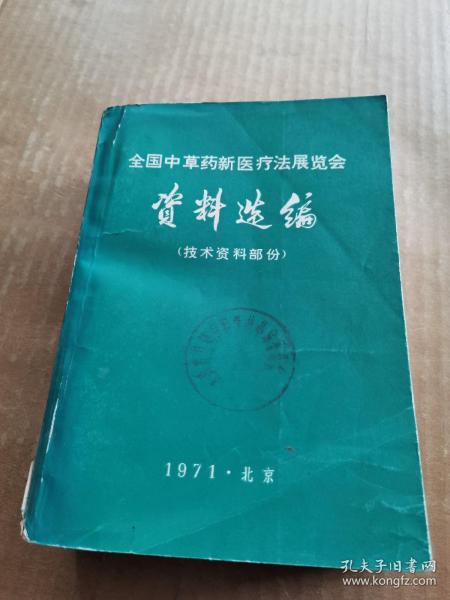 全国中草药新医疗法展览会
资料选编
(技术资料部份)
1971·北京
孔夫子旧书网
www.kongfz.com